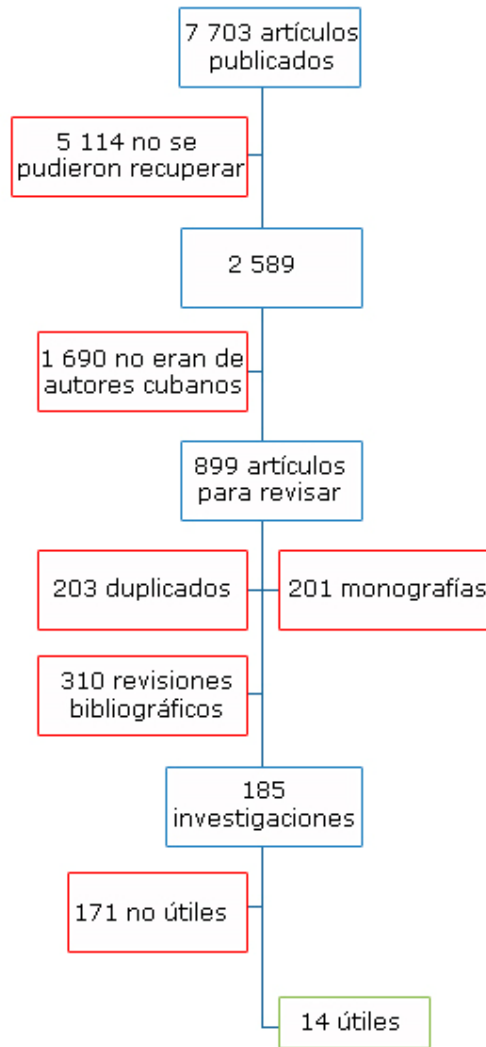 7 703 artículos
publicados
5 114 no se
pudieron recuperar
2 589
1 690 no eran de
autores cubanos
899 artículos
para revisar
203 duplicados
201 monografías
310 revisiones
bibliográficos
185
investigaciones
171 no útiles
14 útiles